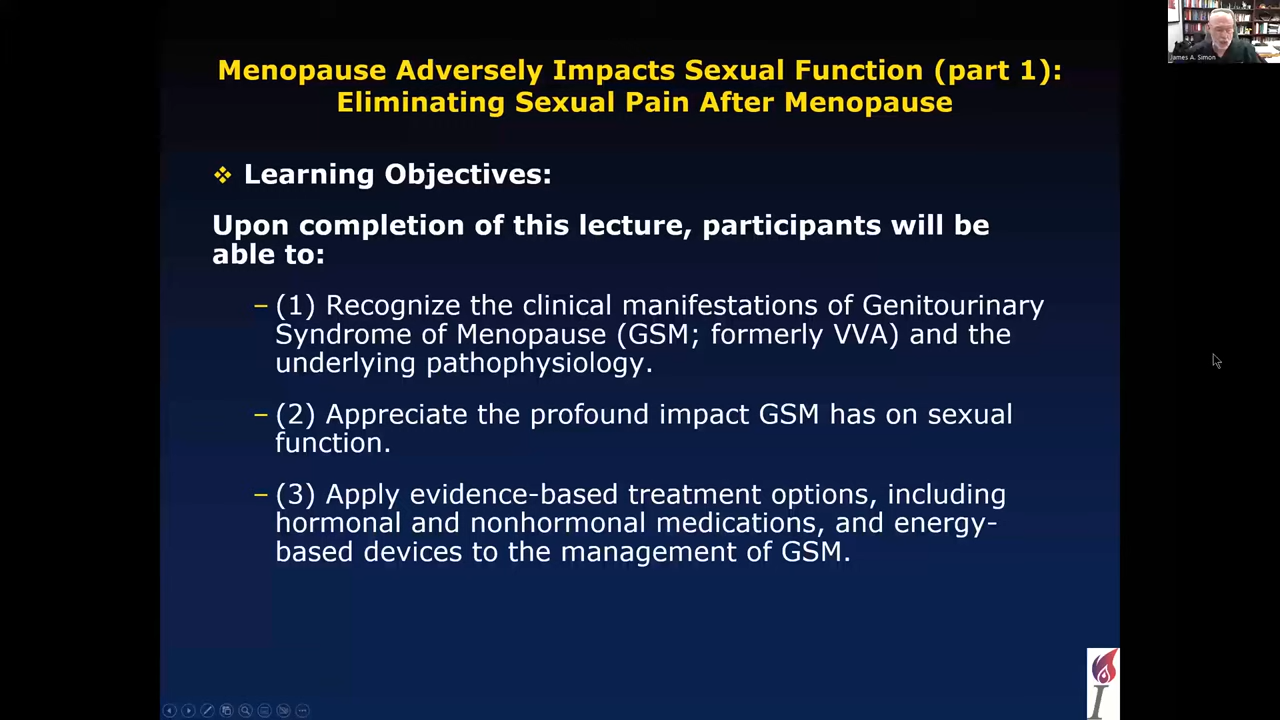 Menopause Adversely Impacts Sexual Function (part 1):
Eliminating Sexual Pain After Menopause
James A. Simon
❖ Learning Objectives:
Upon completion of this lecture, participants will be
able to:
– (1) Recognize the clinical manifestations of Genitourinary
Syndrome of Menopause (GSM; formerly VVA) and the
underlying pathophysiology.
– (2) Appreciate the profound impact GSM has on sexual
function.
– (3) Apply evidence-based treatment options, including
hormonal and nonhormonal medications, and energy-
based devices to the management of GSM.
I